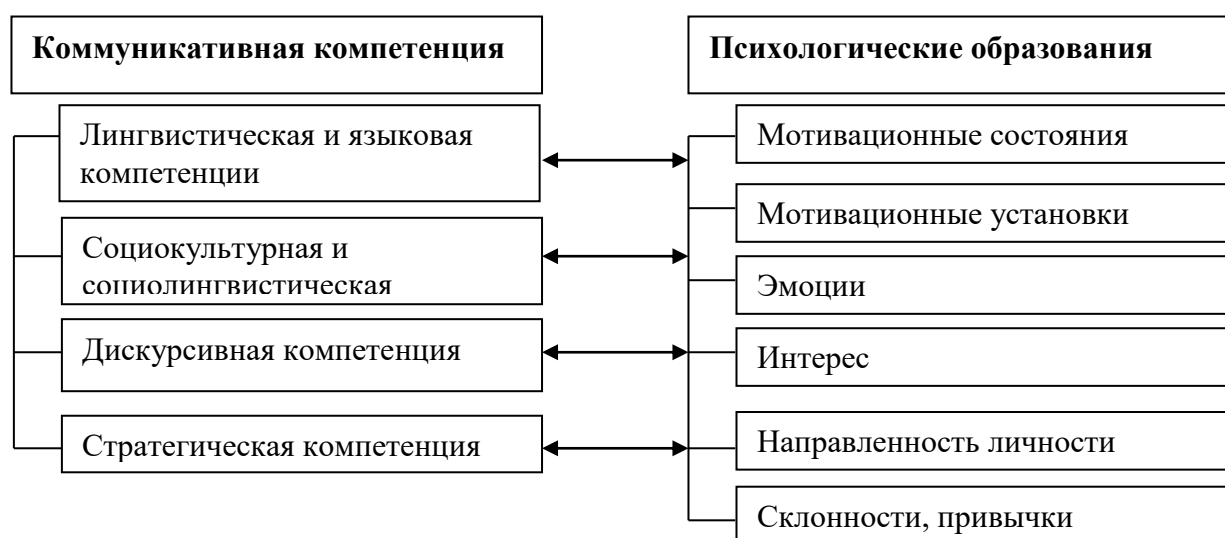 Коммуникативная компетенция
Лингвистическая и языковая
компетенции
Социокультурная и
социолингвистическая
Дискурсивная компетенция
Стратегическая компетенция
Психологические образования
Мотивационные состояния
Мотивационные установки
Эмоции
Интерес
Направленность личности
Склонности, привычки